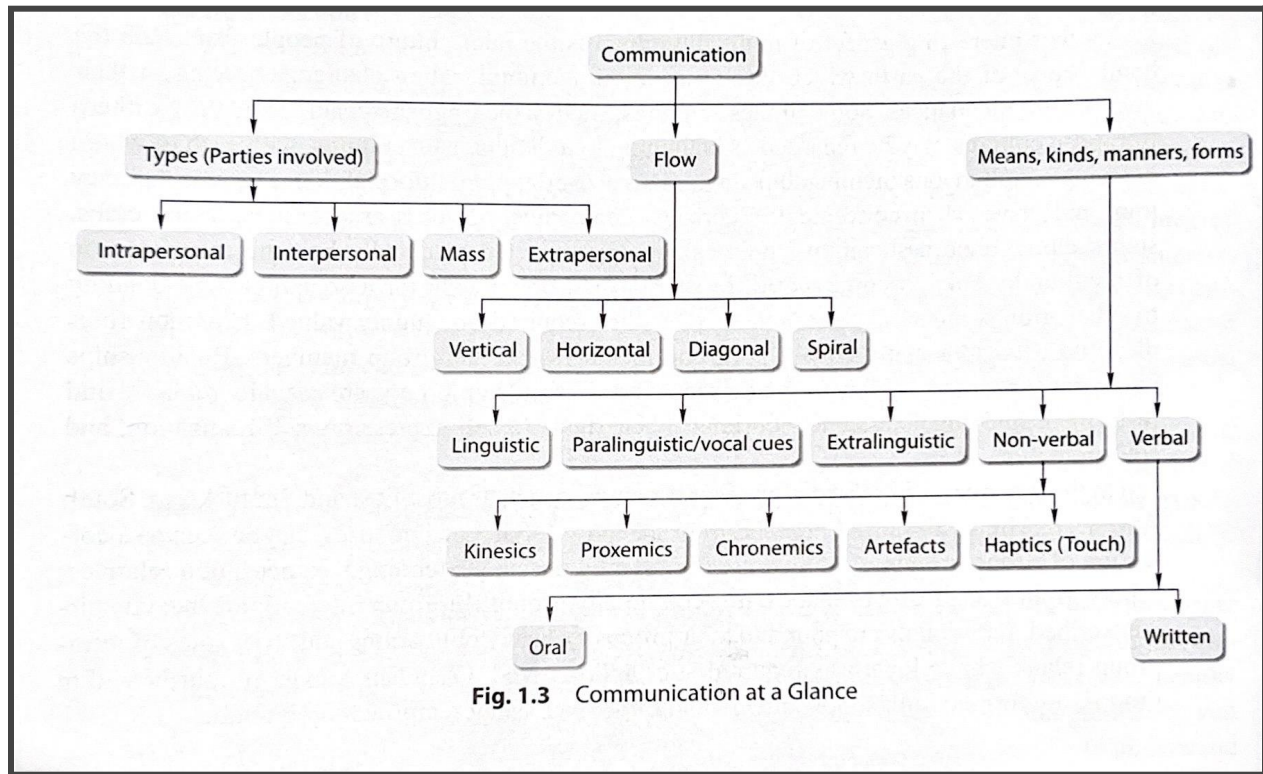 Communication
Types (Parties involved) Flow Means, kinds, manners, forms
Intrapersonal Interpersonal Mass Extrapersonal
Vertical Horizontal Diagonal Spiral
Linguistic Paralinguistic/vocal cues Extralinguistic Non-verbal Verbal
Kinesics Proxemics Chronemics Artefacts Haptics (Touch)
Oral Written
Fig. 1.3 Communication at a Glance